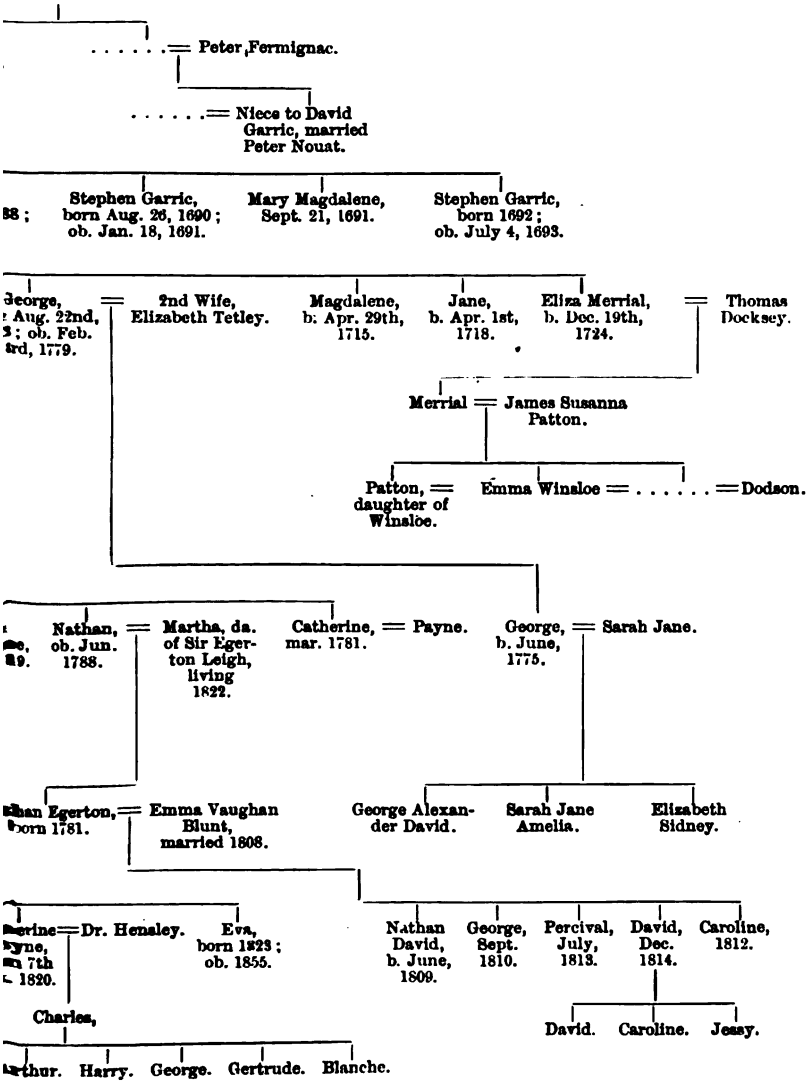 . . . . . . = Peter Fermignac.
. . . . . . = Niece to David
Garric, married
Peter Nouat.
88 ;
Stephen Garric,
born Aug. 26, 1690 ;
ob. Jan. 18, 1691.
Mary Magdalene,
Sept. 21, 1691.
Stephen Garric,
born 1692 ;
ob. July 4, 1693.
George, =
Aug. 22nd,
; ob. Feb.
3rd, 1779.
2nd Wife,
Elizabeth Tetley.
Magdalene,
b. Apr. 29th,
1715.
Jane,
b. Apr. 1st,
1718.
Eliza Merrial, =
b. Dec. 19th,
1724.
Thomas
Docksey.
Merrial = James Susanna
Patton.
Patton, =
daughter of
Winsloe.
Emma Winsloe = . . . . . . = Dodson.
Nathan, =
ob. Jun.
1788.
Martha, da.
of Sir Eger-
ton Leigh,
living
1822.
Catherine, = Payne.
mar. 1781.
George, = Sarah Jane.
b. June,
1775.
Egerton, =
born 1781.
Emma Vaughan
Blunt,
married 1808.
George Alexan-
der David.
Sarah Jane
Amelia.
Elizabeth
Sidney.
= Dr. Hensley.
7th
1820.
Eva,
born 1823 ;
ob. 1855.
Nathan
David,
b. June,
1809.
George,
Sept.
1810.
Percival,
July,
1813.
David,
Dec.
1814.
Caroline,
1812.
Charles,
David. Caroline. Jessy.
Arthur. Harry. George. Gertrude. Blanche.